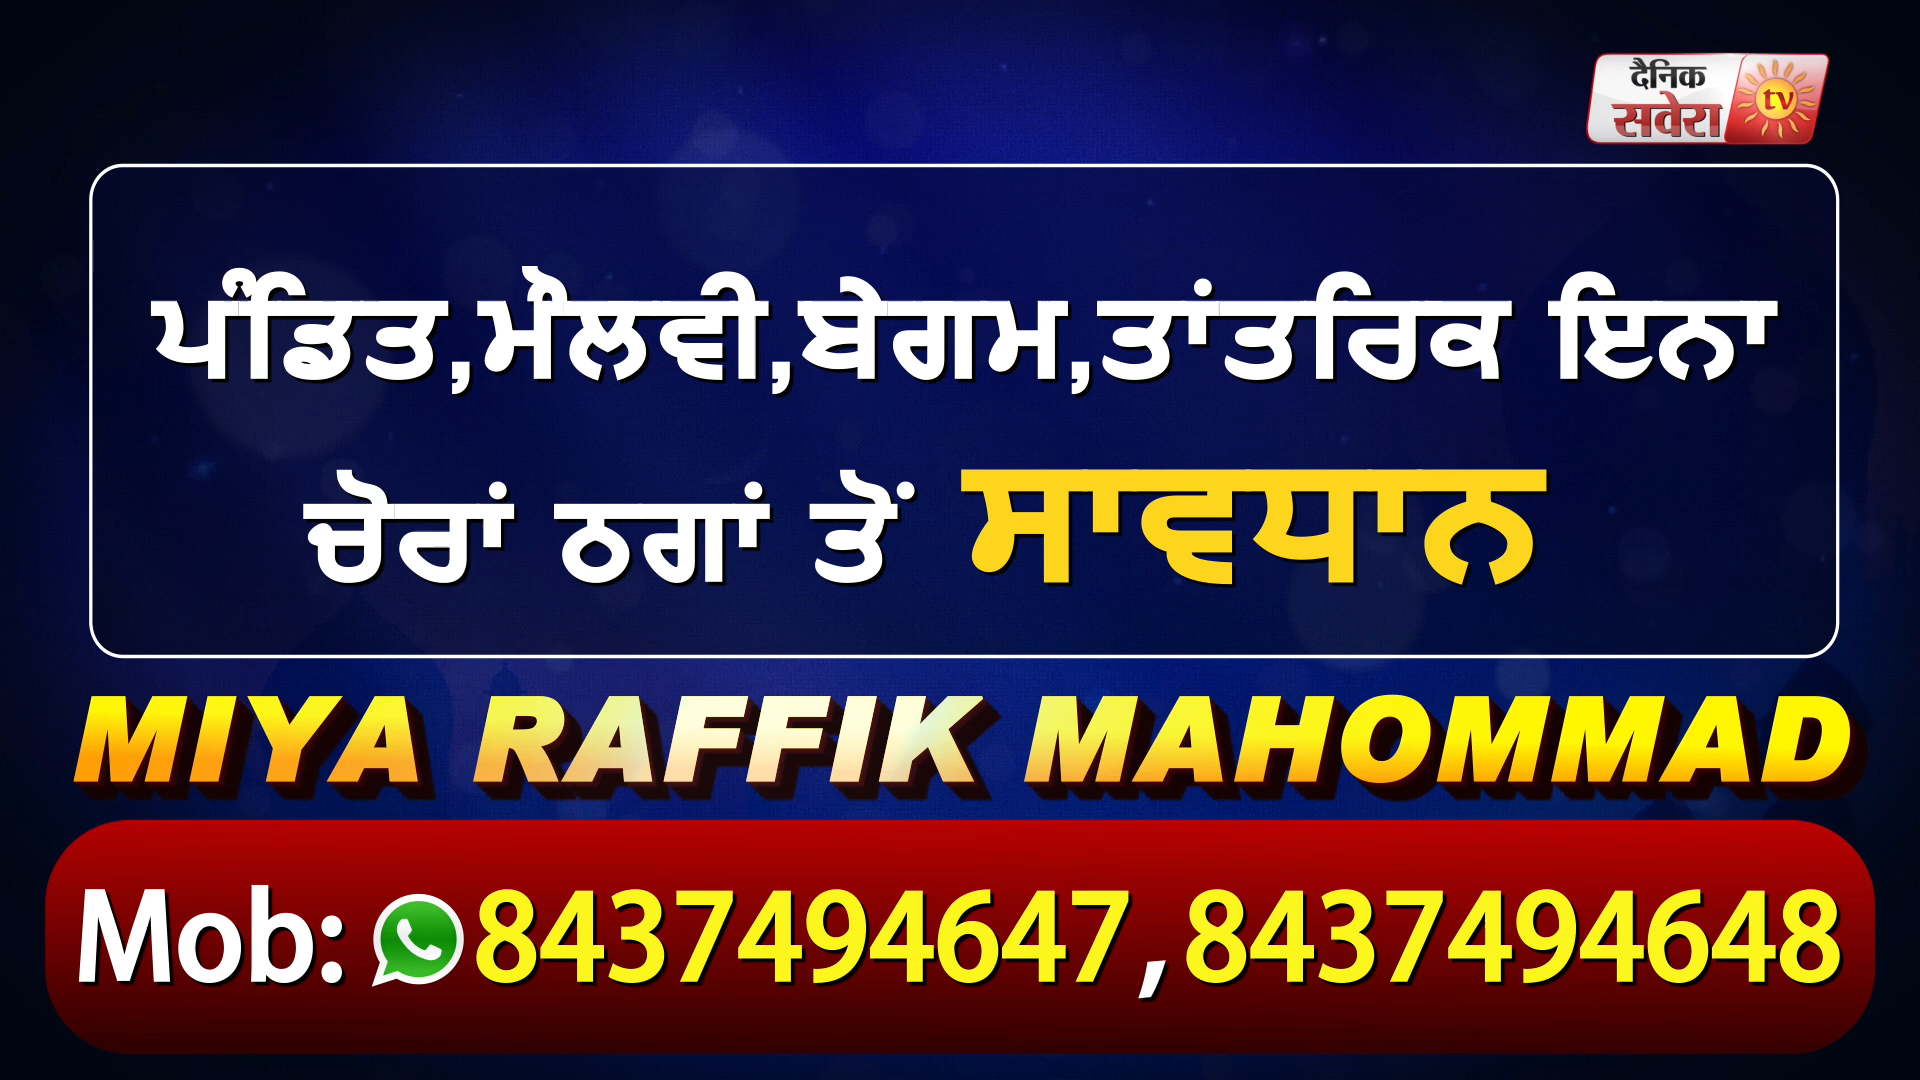 दैनिक
सवेरा tv
ਪੰਡਿਤ,ਮੌਲਵੀ,ਬੇਗਮ,ਤਾਂਤਰਿਕ ਇਨਾ
ਚੋਰਾਂ ਠਗਾਂ ਤੋਂ ਸਾਵਧਾਨ
MIYA RAFFIK MAHOMMAD
Mob: 8437494647, 8437494648